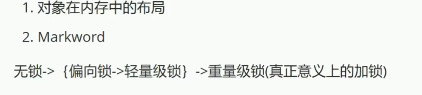 1. 对象在内存中的布局
2. Markword
无锁->｛偏向锁->轻量级锁｝->重量级锁(真正意义上的加锁)